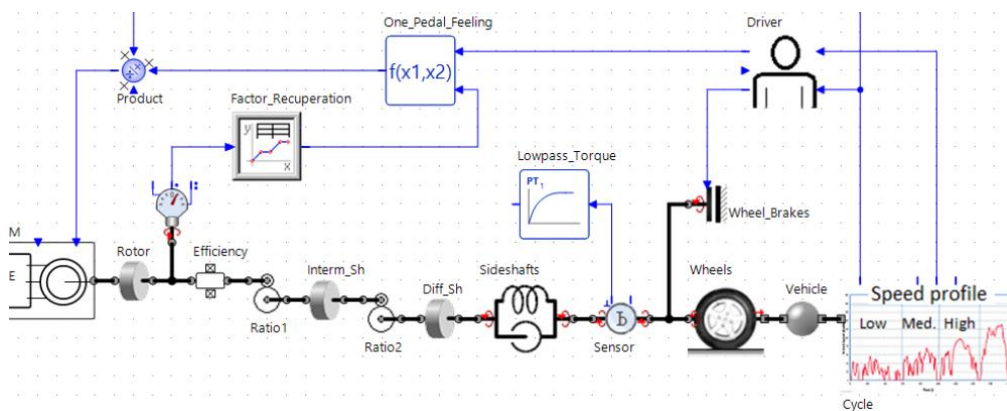 One_Pedal_Feeling
Driver
f(x1,x2)
Product
Factor_Recuperation
y
x
Lowpass_Torque
PT1
Wheel_Brakes
M
E
Rotor
Efficiency
Interm_Sh
Diff_Sh
Sideshafts
Wheels
Vehicle
Speed profile
Low Med. High
Ratio1
Ratio2
Sensor
Cycle